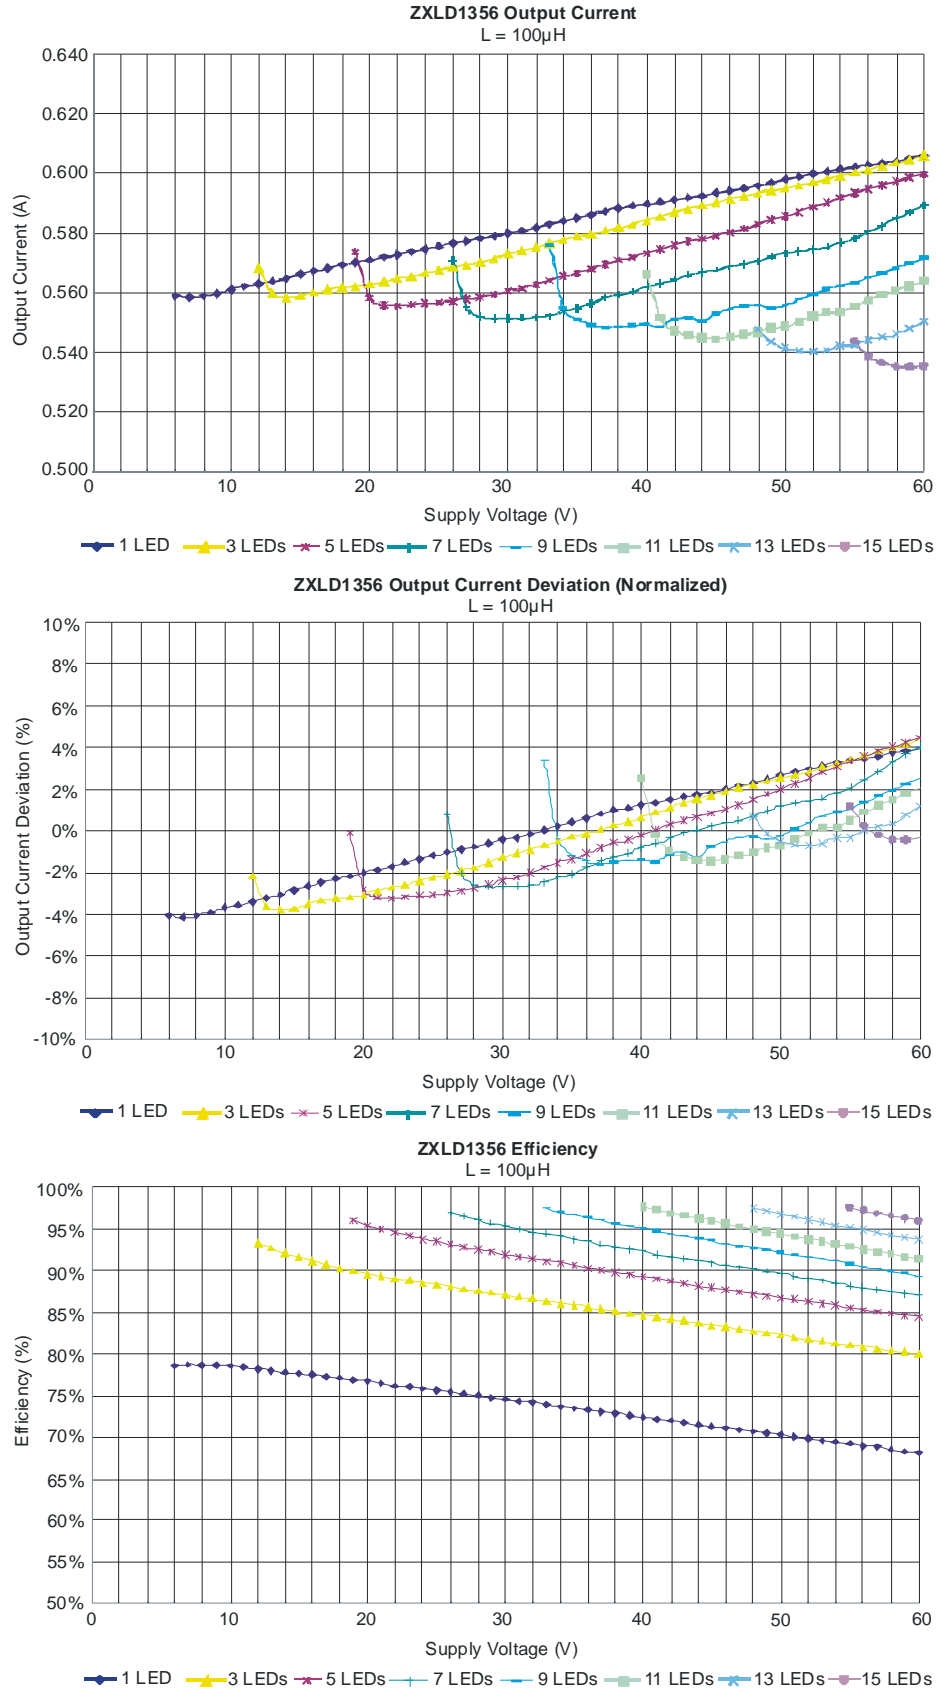 ZXLD1356 Output Current
L = 100µH
0.640
0.620
0.600
0.580
0.560
0.540
0.520
0.500
Output Current (A)
0 10 20 30 40 50 60
Supply Voltage (V)
1 LED 3 LEDs 5 LEDs 7 LEDs 9 LEDs 11 LEDs 13 LEDs 15 LEDs
ZXLD1356 Output Current Deviation (Normalized)
L = 100µH
10%
8%
6%
4%
2%
0%
-2%
-4%
-6%
-8%
-10%
Output Current Deviation (%)
0 10 20 30 40 50 60
Supply Voltage (V)
1 LED 3 LEDs 5 LEDs 7 LEDs 9 LEDs 11 LEDs 13 LEDs 15 LEDs
ZXLD1356 Efficiency
L = 100µH
100%
95%
90%
85%
80%
75%
70%
65%
60%
55%
50%
Efficiency (%)
0 10 20 30 40 50 60
Supply Voltage (V)
1 LED 3 LEDs 5 LEDs 7 LEDs 9 LEDs 11 LEDs 13 LEDs 15 LEDs